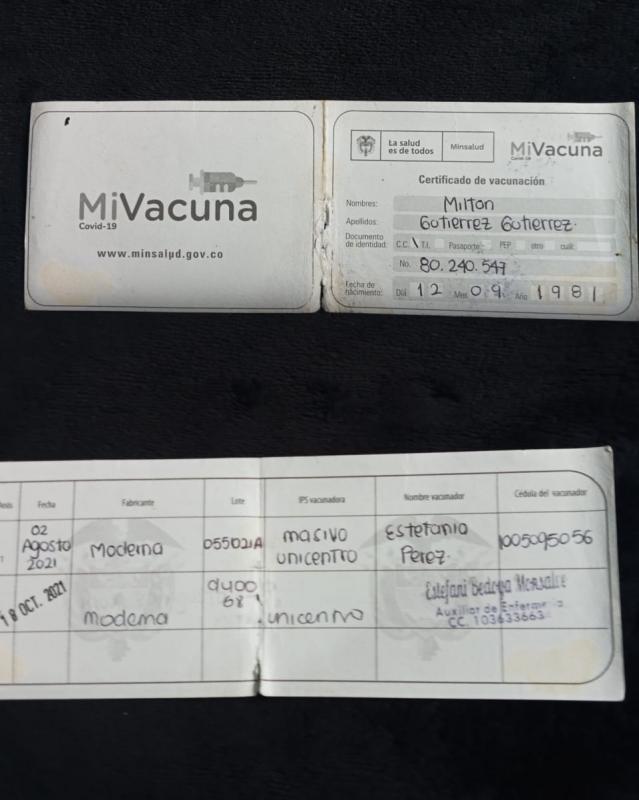 MiVacuna
Covid-19
www.minsalud.gov.co
La salud
es de todos
Minsalud
MiVacuna
Covid-19
Certificado de vacunación
Nombres: Milton
Apellidos: Gutierrez Gutierrez.
Documento
de identidad: C.C. \ T.I. Pasaporte PEP otro cuál:
No. 80.240.547
Fecha de
nacimiento: Día 12 Mes 09 Año 1981
Fecha Fabricante Lote IPS vacunadora Nombre vacunador Cédula del vacunador
02
Agosto
2021
Moderna
055021A
masivo
unicentro
Estefania
Perez.
1005095056
18 OCT. 2021
Moderna
unicentro
Estefani Bedoya Monsalve
Auxiliar de Enfermería
CC. 103633663